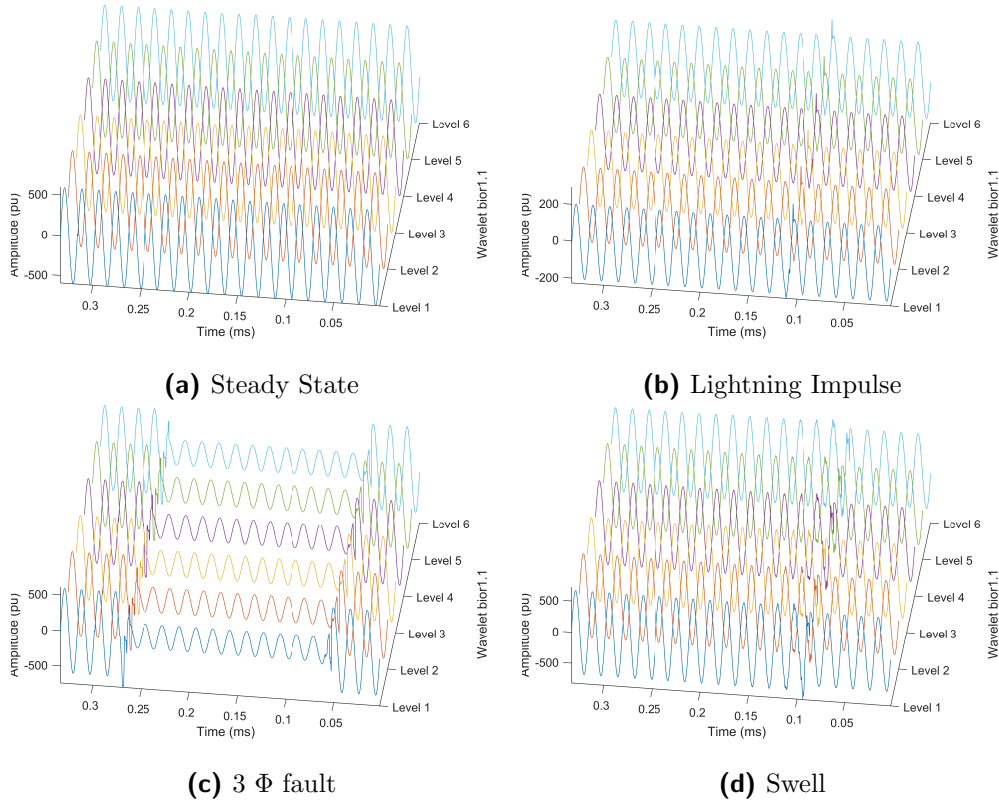 500
0
-500
Amplitude (pu)
0.3
0.25
0.2
0.15
0.1
0.05
Time (ms)
Level 1
Level 2
Level 3
Level 4
Level 5
Level 6
Wavelet bior1.1
(a) Steady State
200
0
-200
Amplitude (pu)
0.3
0.25
0.2
0.15
0.1
0.05
Time (ms)
Level 1
Level 2
Level 3
Level 4
Level 5
Level 6
Wavelet bior1.1
(b) Lightning Impulse
500
0
-500
Amplitude (pu)
0.3
0.25
0.2
0.15
0.1
0.05
Time (ms)
Level 1
Level 2
Level 3
Level 4
Level 5
Level 6
Wavelet bior1.1
(c) 3 Φ fault
500
0
-500
Amplitude (pu)
0.3
0.25
0.2
0.15
0.1
0.05
Time (ms)
Level 1
Level 2
Level 3
Level 4
Level 5
Level 6
Wavelet bior1.1
(d) Swell